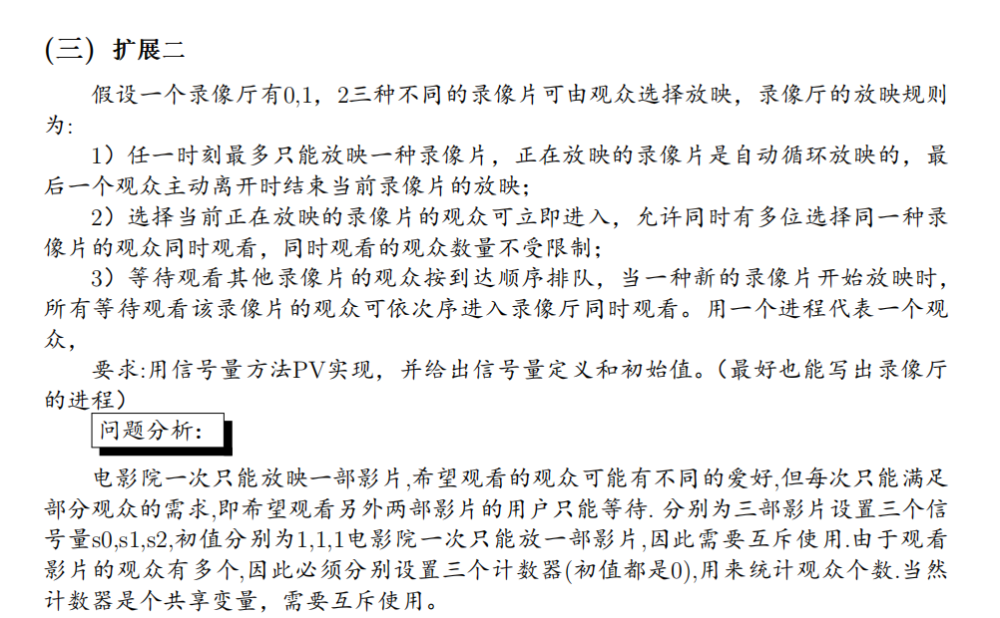 (三) 扩展二
假设一个录像厅有0,1，2三种不同的录像片可由观众选择放映，录像厅的放映规则
为:
1）任一时刻最多只能放映一种录像片，正在放映的录像片是自动循环放映的，最
后一个观众主动离开时结束当前录像片的放映；
2）选择当前正在放映的录像片的观众可立即进入，允许同时有多位选择同一种录
像片的观众同时观看，同时观看的观众数量不受限制；
3）等待观看其他录像片的观众按到达顺序排队，当一种新的录像片开始放映时，
所有等待观看该录像片的观众可依次序进入录像厅同时观看。用一个进程代表一个观
众，
要求:用信号量方法PV实现，并给出信号量定义和初始值。（最好也能写出录像厅
的进程）
问题分析：
电影院一次只能放映一部影片,希望观看的观众可能有不同的爱好,但每次只能满足
部分观众的需求,即希望观看另外两部影片的用户只能等待. 分别为三部影片设置三个信
号量s0,s1,s2,初值分别为1,1,1电影院一次只能放一部影片,因此需要互斥使用.由于观看
影片的观众有多个,因此必须分别设置三个计数器(初值都是0),用来统计观众个数.当然
计数器是个共享变量，需要互斥使用。